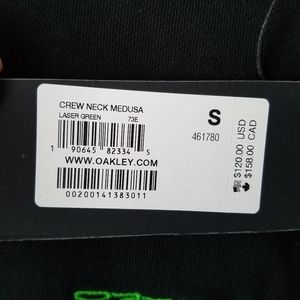 CREW NECK MEDUSA
LASER GREEN 73E
S
461780
1 90645 82334 5
WWW.OAKLEY.COM
00200141383011
$120.00 USD
$158.00 CAD